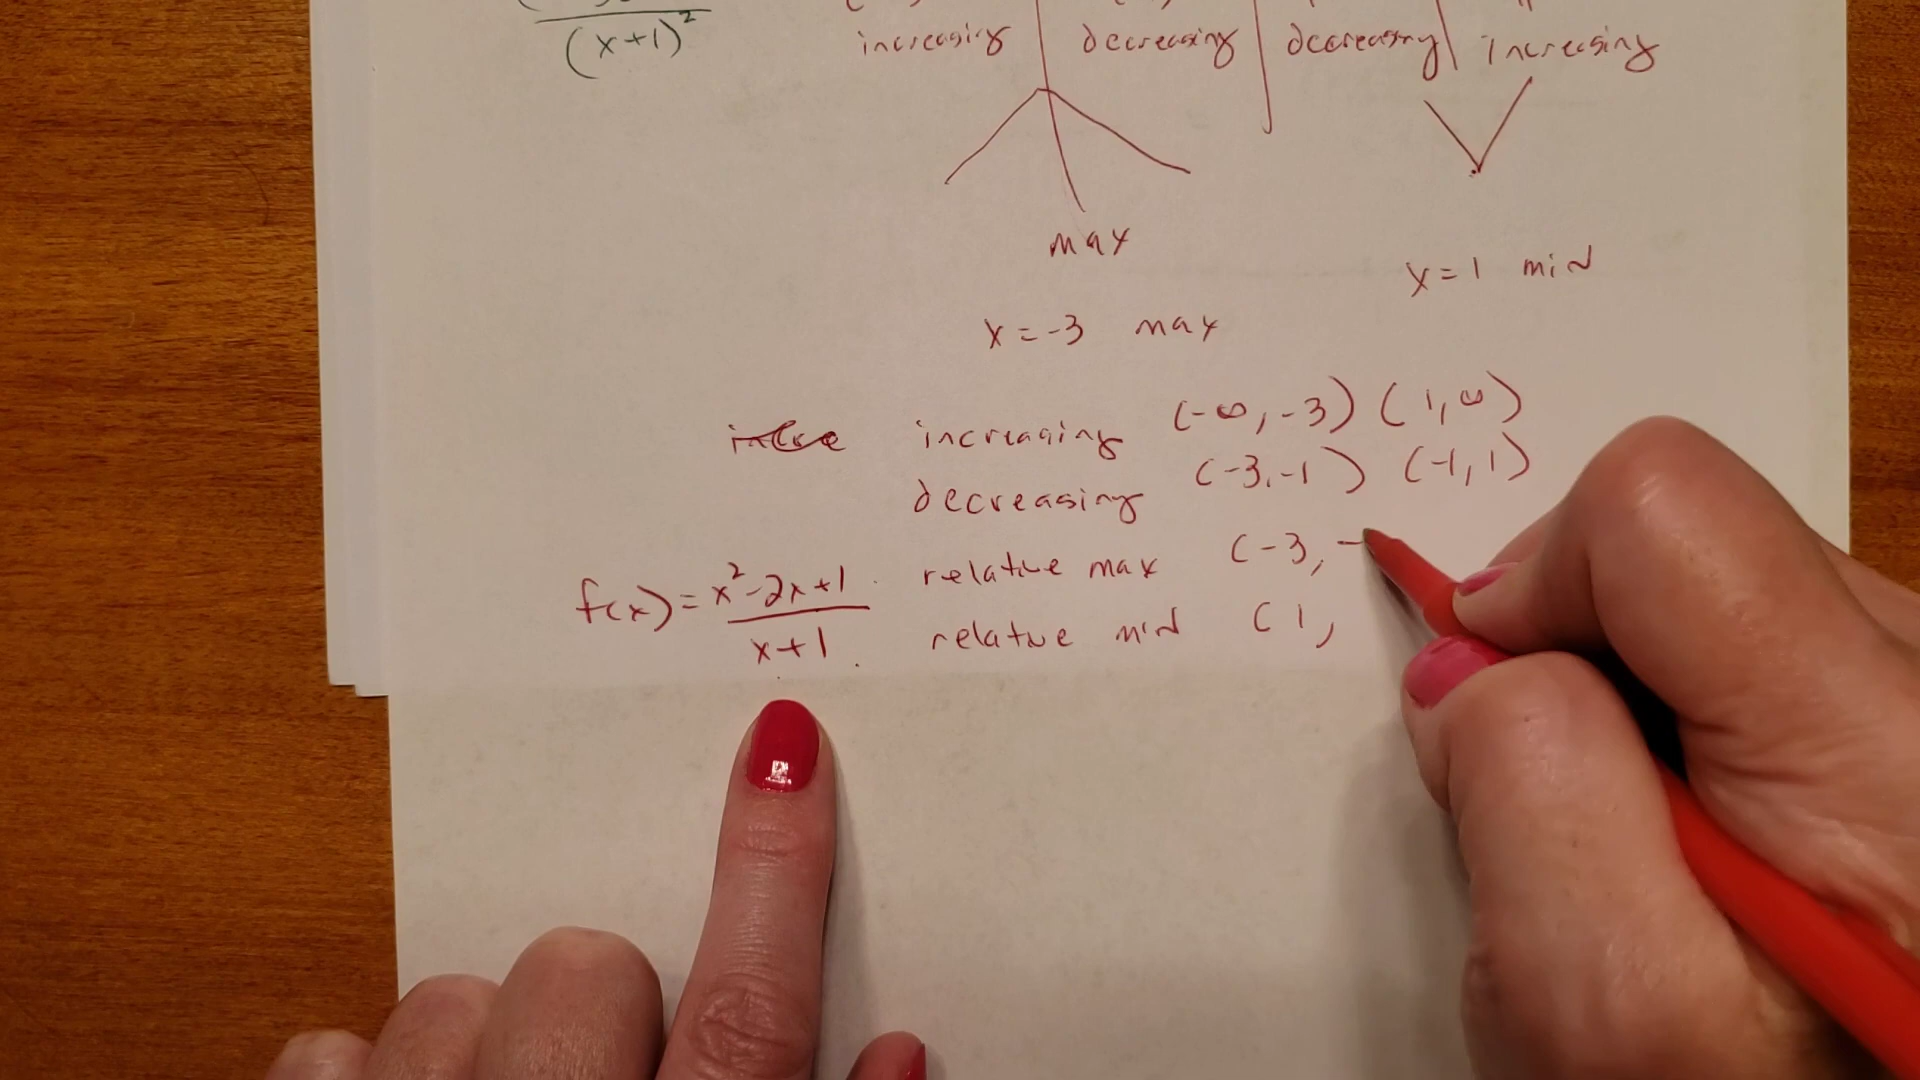 (x+1)²
increasing decreasing decreasing increasing
max
x=1 min
x=-3 max
increasing (-∞,-3) (1,∞)
decreasing (-3,-1) (-1,1)
relative max (-3, -
f(x) = x²-2x+1
relative min (1,
x+1